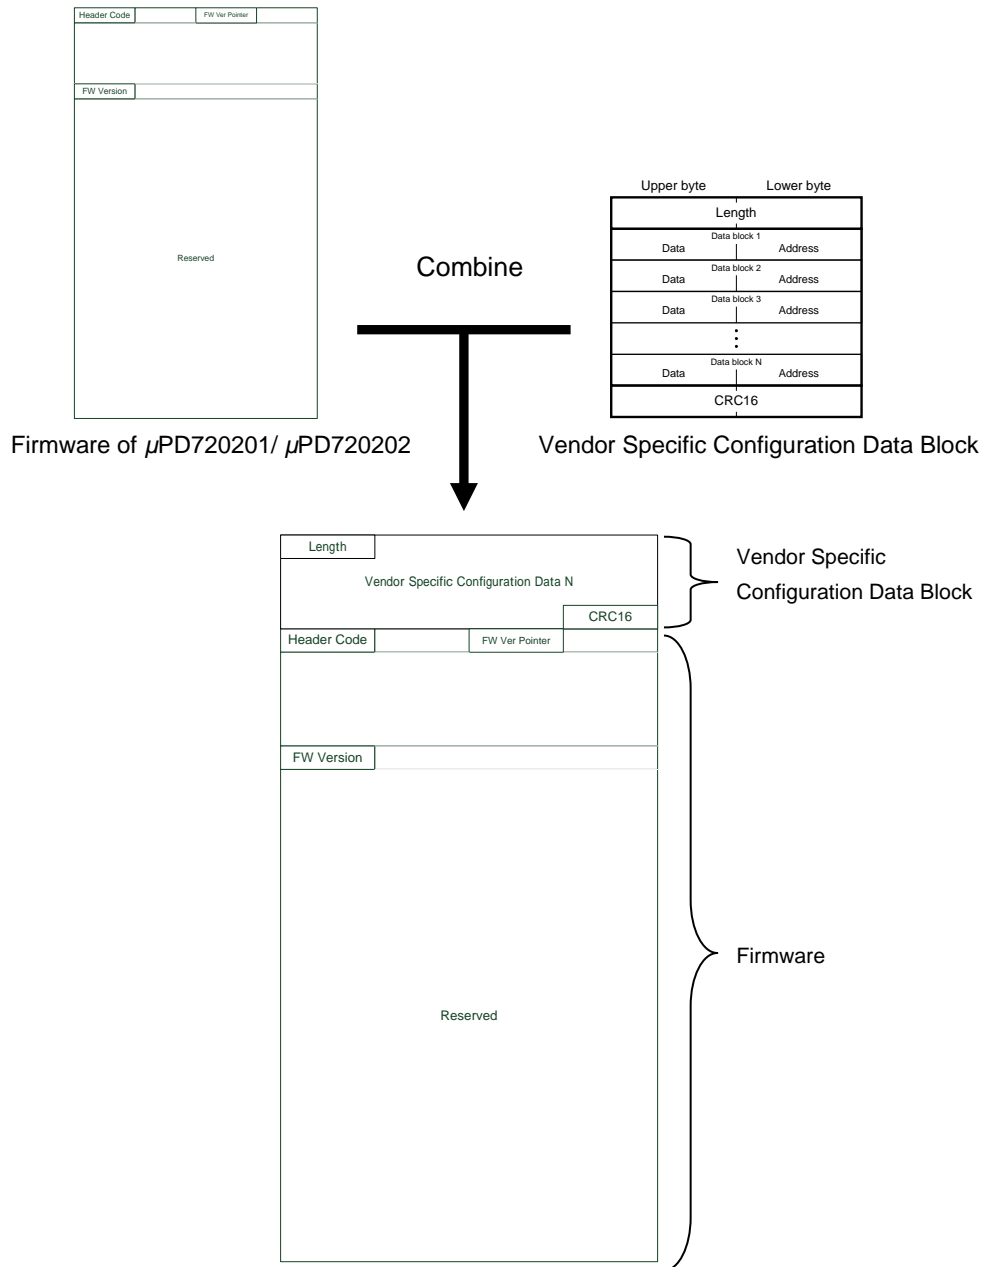 Header Code FW Ver Pointer
FW Version
Reserved
Firmware of µPD720201/ µPD720202
Combine
Upper byte Lower byte
Length
Data block 1
Data Address
Data block 2
Data Address
Data block 3
Data Address
Data block N
Data Address
CRC16
Vendor Specific Configuration Data Block
Length
Vendor Specific Configuration Data N
CRC16
Header Code FW Ver Pointer
FW Version
Reserved
Vendor Specific
Configuration Data Block
Firmware